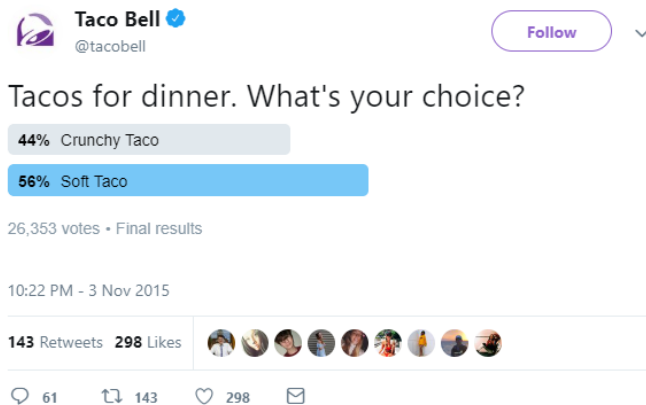 Taco Bell
@tacobell
Follow
Tacos for dinner. What's your choice?
44% Crunchy Taco
56% Soft Taco
26,353 votes • Final results
10:22 PM - 3 Nov 2015
143 Retweets 298 Likes
61 143 298